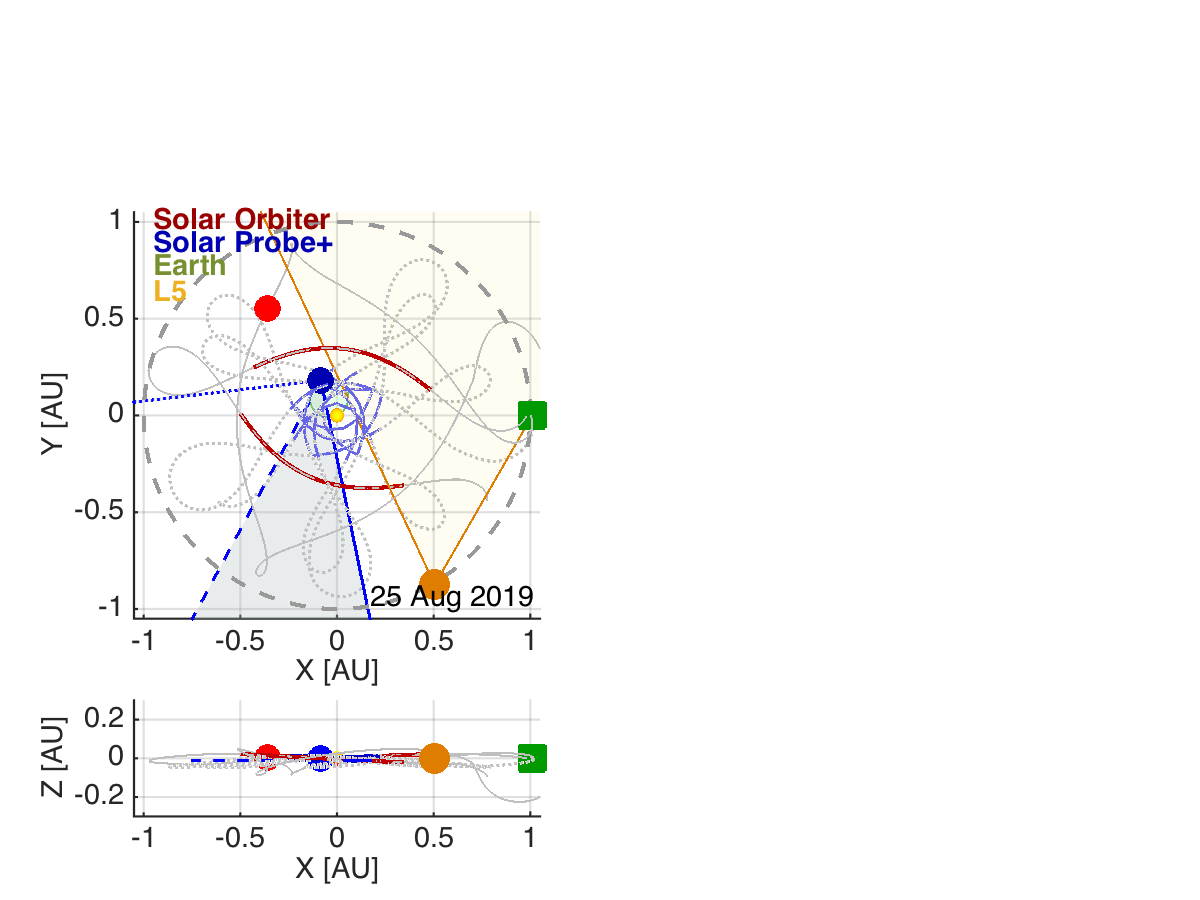 Solar Orbiter
Solar Probe+
Earth
L5
1
0.5
0
-0.5
-1
Y [AU]
25 Aug 2019
-1 -0.5 0 0.5 1
X [AU]
0.2
0
-0.2
Z [AU]
-1 -0.5 0 0.5 1
X [AU]